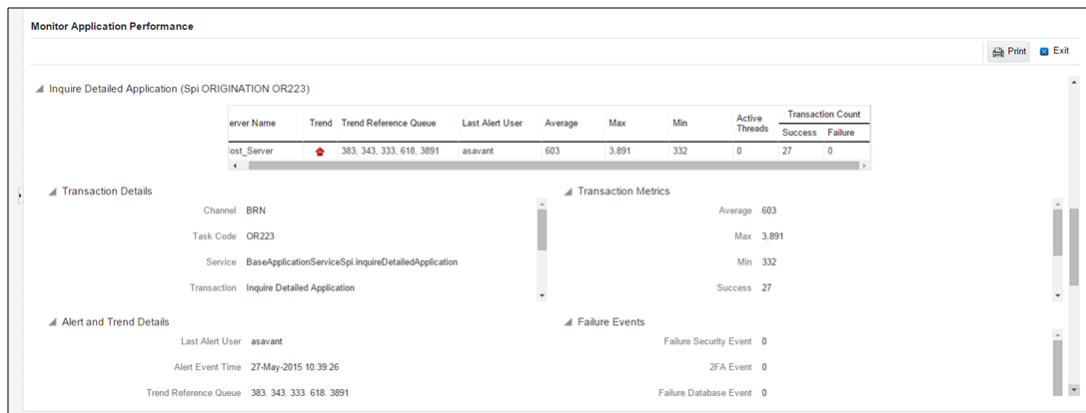 Monitor Application Performance
Print Exit
Inquire Detailed Application (Spi ORIGINATION OR223)
erver Name Trend Trend Reference Queue Last Alert User Average Max Min Active Threads Transaction Count
Success Failure
lost_Server 383, 343, 333, 618, 3891 asavant 603 3,891 332 0 27 0
Transaction Details
Channel BRN
Task Code OR223
Service BaseApplicationServiceSpi.inquireDetailedApplication
Transaction Inquire Detailed Application
Transaction Metrics
Average 603
Max 3,891
Min 332
Success 27
Alert and Trend Details
Last Alert User asavant
Alert Event Time 27-May-2015 10:39:26
Trend Reference Queue 383, 343, 333, 618, 3891
Failure Events
Failure Security Event 0
2FA Event 0
Failure Database Event 0